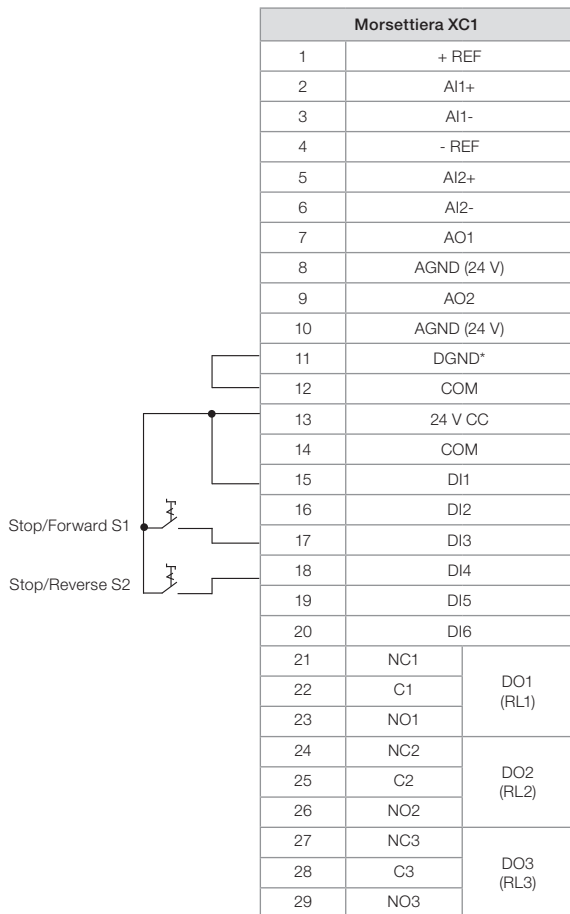 Morsettiera XC1
1 + REF
2 AI1+
3 AI1-
4 - REF
5 AI2+
6 AI2-
7 AO1
8 AGND (24 V)
9 AO2
10 AGND (24 V)
11 DGND*
12 COM
13 24 V CC
14 COM
15 DI1
16 DI2
Stop/Forward S1
17 DI3
18 DI4
Stop/Reverse S2
19 DI5
20 DI6
21 NC1
22 C1
23 NO1
DO1
(RL1)
24 NC2
25 C2
26 NO2
DO2
(RL2)
27 NC3
28 C3
29 NO3
DO3
(RL3)